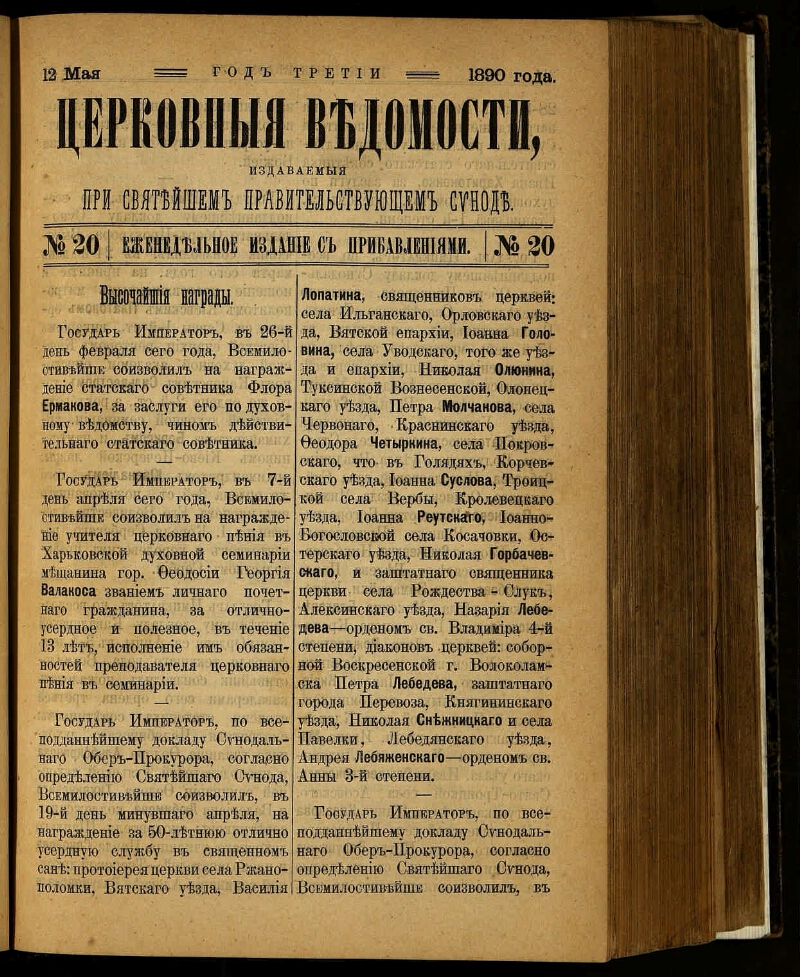 12 Мая
ГОДЪ ТРЕТІИ
1890 года.
ЦЕРКОВНЫЯ ВѢДОМОСТИ,
ИЗДАВАЕМЫЯ
ПРИ СВЯТѢЙШЕМЪ ПРАВИТЕЛЬСТВУЮЩЕМЪ СѴНОДѢ.
№ 20
ЕЖЕНЕДѢЛЬНОЕ ИЗДАНІЕ СЪ ПРИБАВЛЕНІЯМИ.
№ 20
Высочайшія награды.
Государь Императоръ, въ 26-й
день февраля сего года, Всемило-
стивѣйше соизволилъ на награж-
деніе статскаго совѣтника Флора
Ермакова, за заслуги его по духов-
ному вѣдомству, чиномъ дѣйстви-
тельнаго статскаго совѣтника.
Государь Императоръ, въ 7-й
день апрѣля сего года, Всемило-
стивѣйше соизволилъ на награжде-
ніе учителя церковнаго пѣнія въ
Харьковской духовной семинаріи
мѣщанина гор. Ѳеодосіи Георгія
Валакоса званіемъ личнаго почет-
наго гражданина, за отлично-
усердное и полезное, въ теченіе
13 лѣтъ, исполненіе имъ обязан-
ностей преподавателя церковнаго
пѣнія въ семинаріи.
Государь Императоръ, по все-
подданнѣйшему докладу Сѵнодаль-
наго Оберъ-Прокурора, согласно
опредѣленію Святѣйшаго Сѵнода,
Всемилостивѣйше соизволилъ, въ
19-й день минувшаго апрѣля, на
награжденіе за 50-лѣтнюю отлично
усердную службу въ священномъ
санѣ: протоіерея церкви села Ржано-
поломки, Вятскаго уѣзда, Василія
Лопатина, священниковъ церквей:
села Ильганскаго, Орловскаго уѣз-
да, Вятской епархіи, Іоанна Голо-
вина, села Уводскаго, того же уѣз-
да и епархіи, Николая Олюнина,
Туксинской Вознесенской, Олонец-
каго уѣзда, Петра Молчанова, села
Червонаго, Краснинскаго уѣзда,
Ѳеодора Четыркина, села Покров-
скаго, что въ Голядяхъ, Корчев-
скаго уѣзда, Іоанна Суслова, Троиц-
кой села Вербы, Кролевецкаго
уѣзда, Іоанна Реутскаго, Іоанно-
Богословской села Косачовки, Ос-
терскаго уѣзда, Николая Горбачев-
скаго, и заштатнаго священника
церкви села Рождества-Слукъ,
Алексинскаго уѣзда, Назарія Лебе-
дева—орденомъ св. Владиміра 4-й
степени, діаконовъ церквей: собор-
ной Воскресенской г. Волоколам-
ска Петра Лебедева, заштатнаго
города Перевоза, Княгининскаго
уѣзда, Николая Снѣжницкаго и села
Павелки, Лебедянскаго уѣзда,
Андрея Лебяженскаго—орденомъ св.
Анны 3-й степени.
Государь Императоръ, по все-
подданнѣйшему докладу Сѵнодаль-
наго Оберъ-Прокурора, согласно
опредѣленію Святѣйшаго Сѵнода,
Всемилостивѣйше соизволилъ, въ